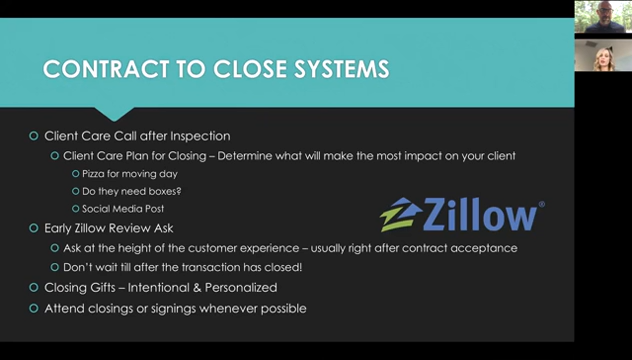 CONTRACT TO CLOSE SYSTEMS
Client Care Call after Inspection
Client Care Plan for Closing – Determine what will make the most impact on your client
Pizza for moving day
Do they need boxes?
Social Media Post
Zillow®
Early Zillow Review Ask
Ask at the height of the customer experience – usually right after contract acceptance
Don't wait till after the transaction has closed!
Closing Gifts – Intentional & Personalized
Attend closings or signings whenever possible